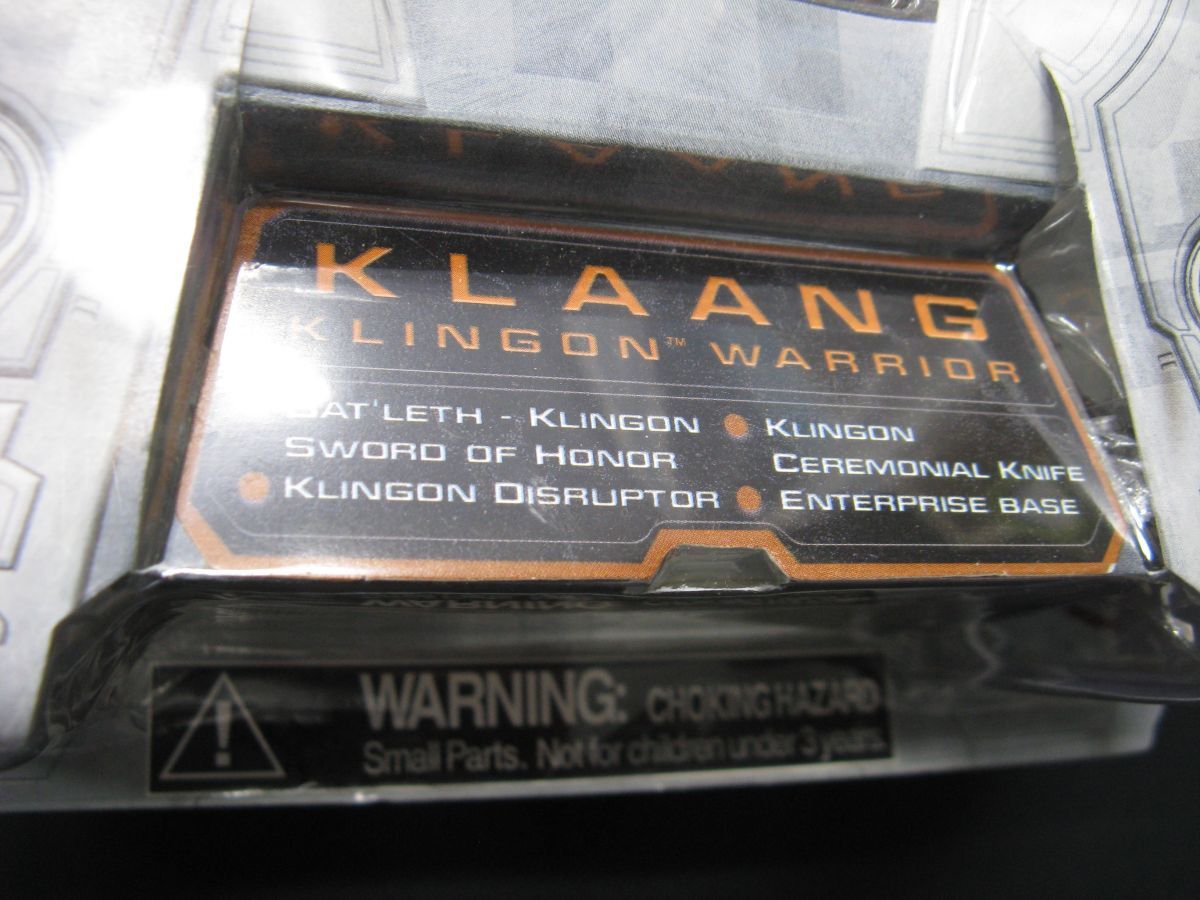 KLAANG
KLINGON™ WARRIOR
BAT'LETH - KLINGON
SWORD OF HONOR
KLINGON DISRUPTOR
KLINGON
CEREMONIAL KNIFE
ENTERPRISE BASE
WARNING: CHOKING HAZARD
Small Parts. Not for children under 3 years.